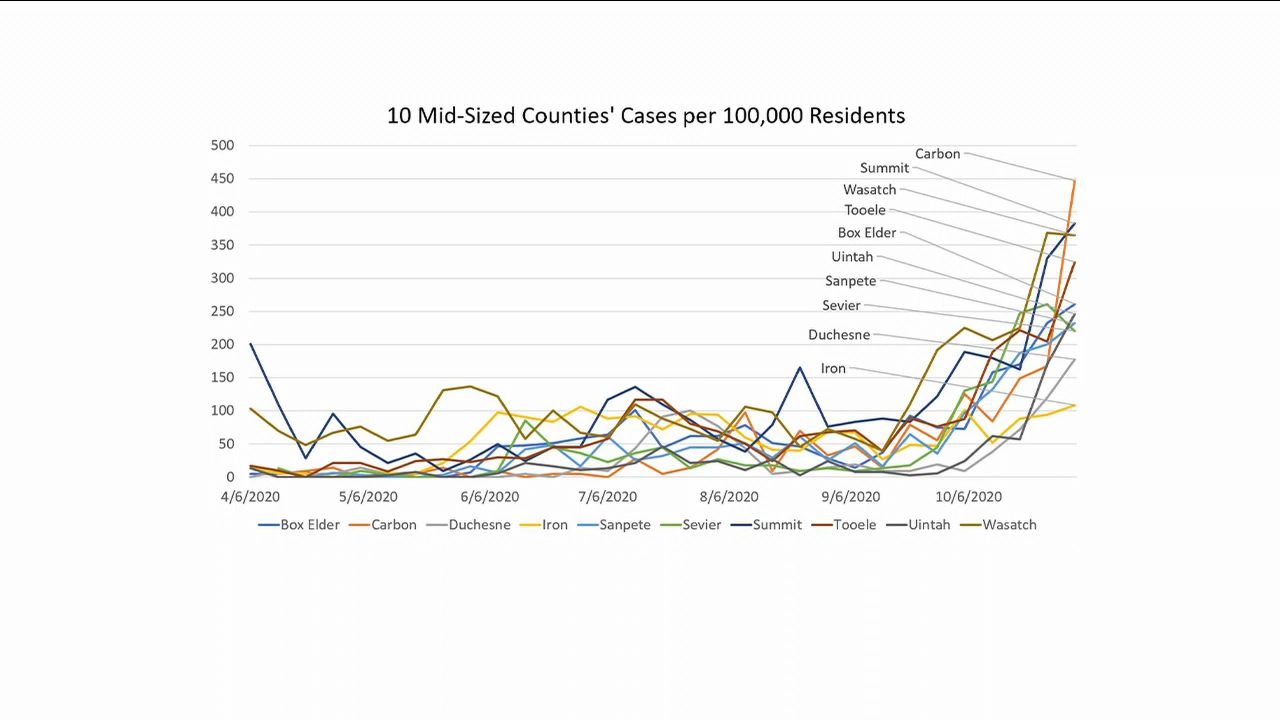 10 Mid-Sized Counties' Cases per 100,000 Residents
500
450
400
350
300
250
200
150
100
50
0
Carbon
Summit
Wasatch
Tooele
Box Elder
Uintah
Sanpete
Sevier
Duchesne
Iron
4/6/2020 5/6/2020 6/6/2020 7/6/2020 8/6/2020 9/6/2020 10/6/2020
Box Elder Carbon Duchesne Iron Sanpete Sevier Summit Tooele Uintah Wasatch